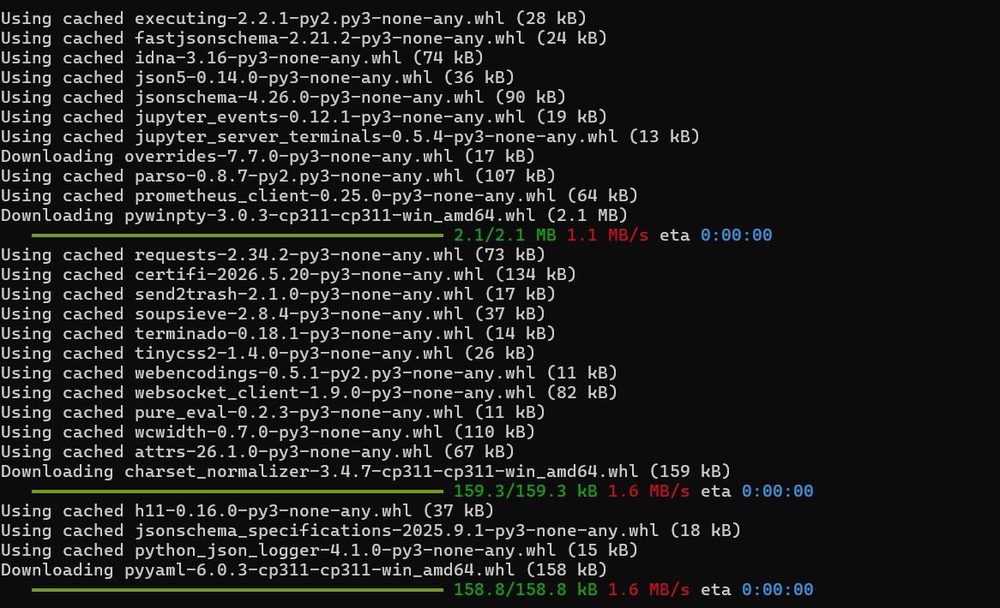 Using cached executing-2.2.1-py2.py3-none-any.whl (28 kB)
Using cached fastjsonschema-2.21.2-py3-none-any.whl (24 kB)
Using cached idna-3.16-py3-none-any.whl (74 kB)
Using cached json5-0.14.0-py3-none-any.whl (36 kB)
Using cached jsonschema-4.26.0-py3-none-any.whl (90 kB)
Using cached jupyter_events-0.12.1-py3-none-any.whl (19 kB)
Using cached jupyter_server_terminals-0.5.4-py3-none-any.whl (13 kB)
Downloading overrides-7.7.0-py3-none-any.whl (17 kB)
Using cached parso-0.8.7-py2.py3-none-any.whl (107 kB)
Using cached prometheus_client-0.25.0-py3-none-any.whl (64 kB)
Downloading pywinpty-3.0.3-cp311-cp311-win_amd64.whl (2.1 MB)
2.1/2.1 MB 1.1 MB/s eta 0:00:00
Using cached requests-2.34.2-py3-none-any.whl (73 kB)
Using cached certifi-2026.5.20-py3-none-any.whl (134 kB)
Using cached send2trash-2.1.0-py3-none-any.whl (17 kB)
Using cached soupsieve-2.8.4-py3-none-any.whl (37 kB)
Using cached terminado-0.18.1-py3-none-any.whl (14 kB)
Using cached tinycss2-1.4.0-py3-none-any.whl (26 kB)
Using cached webencodings-0.5.1-py2.py3-none-any.whl (11 kB)
Using cached websocket_client-1.9.0-py3-none-any.whl (82 kB)
Using cached pure_eval-0.2.3-py3-none-any.whl (11 kB)
Using cached wcwidth-0.7.0-py3-none-any.whl (110 kB)
Using cached attrs-26.1.0-py3-none-any.whl (67 kB)
Downloading charset_normalizer-3.4.7-cp311-cp311-win_amd64.whl (159 kB)
159.3/159.3 kB 1.6 MB/s eta 0:00:00
Using cached h11-0.16.0-py3-none-any.whl (37 kB)
Using cached jsonschema_specifications-2025.9.1-py3-none-any.whl (18 kB)
Using cached python_json_logger-4.1.0-py3-none-any.whl (15 kB)
Downloading pyyaml-6.0.3-cp311-cp311-win_amd64.whl (158 kB)
158.8/158.8 kB 1.6 MB/s eta 0:00:00